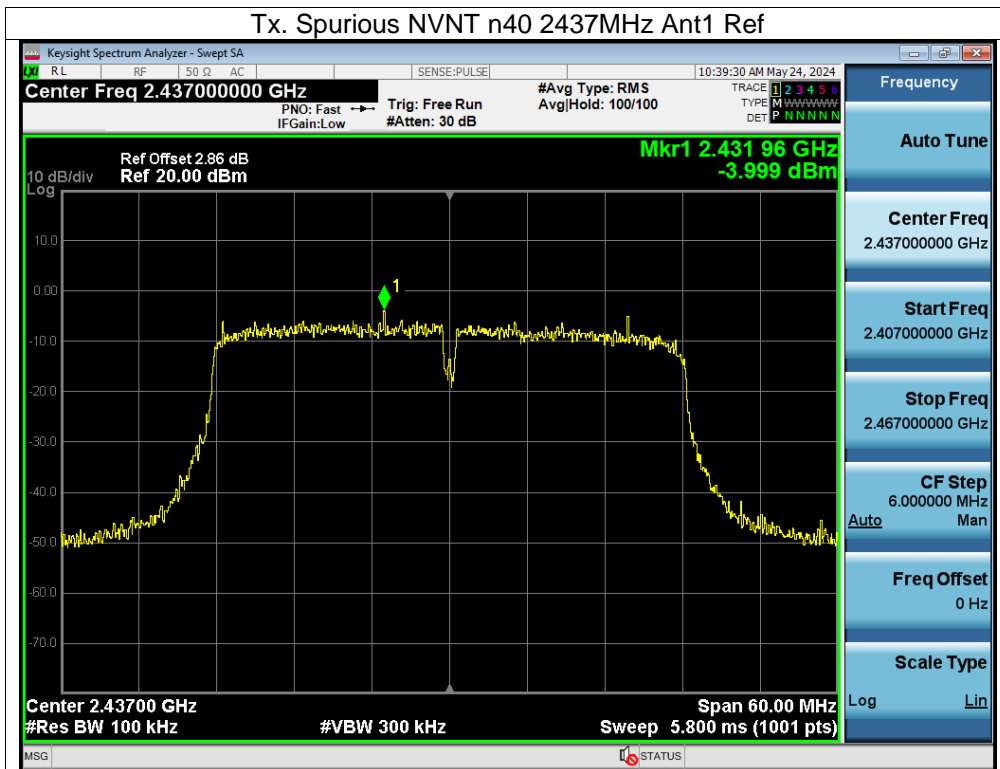 Tx. Spurious NVNT n40 2437MHz Ant1 Ref
Keysight Spectrum Analyzer - Swept SA
LXI RL RF 50 Ω AC SENSE:PULSE 10:39:30 AM May 24, 2024
Center Freq 2.437000000 GHz #Avg Type: RMS TRACE 1 2 3 4 5 6
PNO: Fast Trig: Free Run Avg|Hold: 100/100 TYPE M WWWWW
IFGain:Low #Atten: 30 dB DET P N N N N N
Mkr1 2.431 96 GHz
-3.999 dBm
Ref Offset 2.86 dB
10 dB/div Ref 20.00 dBm
Log
10.0
0.00
-10.0
-20.0
-30.0
-40.0
-50.0
-60.0
-70.0
1
Center 2.43700 GHz Span 60.00 MHz
#Res BW 100 kHz #VBW 300 kHz Sweep 5.800 ms (1001 pts)
MSG STATUS
Frequency
Auto Tune
Center Freq
2.437000000 GHz
Start Freq
2.407000000 GHz
Stop Freq
2.467000000 GHz
CF Step
6.000000 MHz
Auto Man
Freq Offset
0 Hz
Scale Type
Log Lin